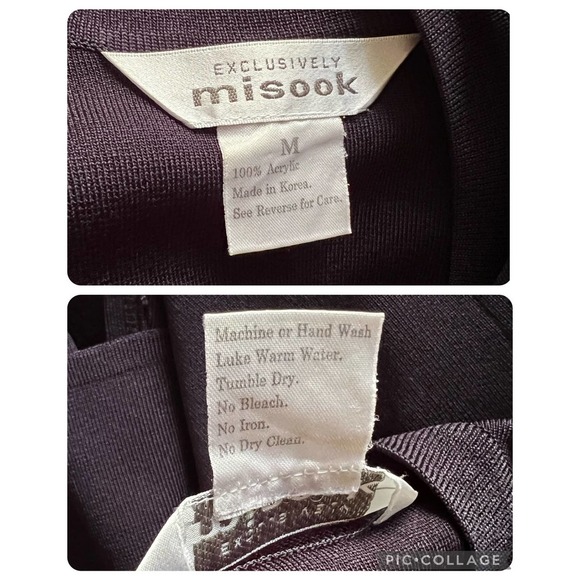 EXCLUSIVELY
misook
M
100% Acrylic
Made in Korea.
See Reverse for Care.
Machine or Hand Wash
Luke Warm Water.
Tumble Dry.
No Bleach.
No Iron.
No Dry Clean.
PIC•COLLAGE